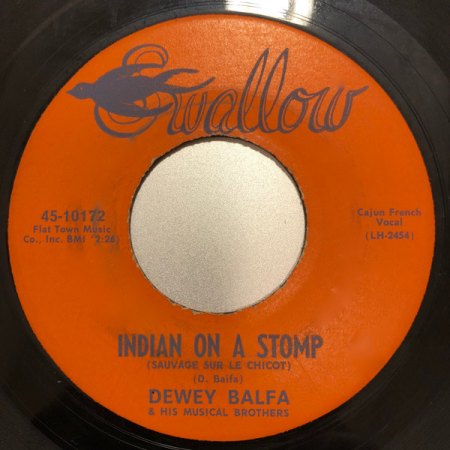 Swallow
45-10172
Flat Town Music
Co., Inc. BMI 2:26
Cajun French
Vocal
(LH-2454)
INDIAN ON A STOMP
(SAUVAGE SUR LE CHICOT)
(D. Balfa)
DEWEY BALFA
& HIS MUSICAL BROTHERS